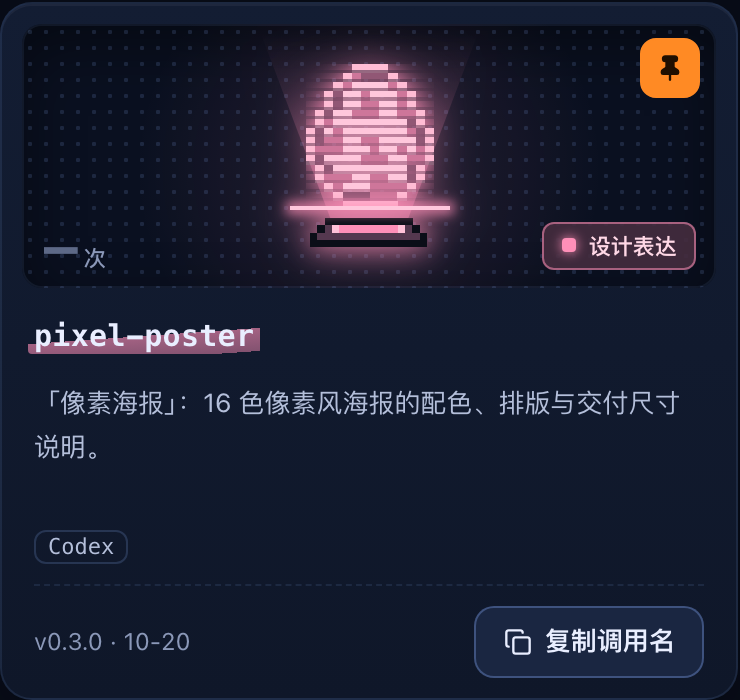 — 次
设计表达
pixel-poster
「像素海报」：16 色像素风海报的配色、排版与交付尺寸
说明。
Codex
v0.3.0 · 10-20
复制调用名